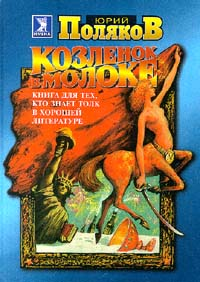 ЮРИЙ
ПОЛЯКОВ
КОЗЛЕНОК
В МОЛОКЕ
КНИГА ДЛЯ ТЕХ,
КТО ЗНАЕТ ТОЛК
В ХОРОШЕЙ
ЛИТЕРАТУРЕ